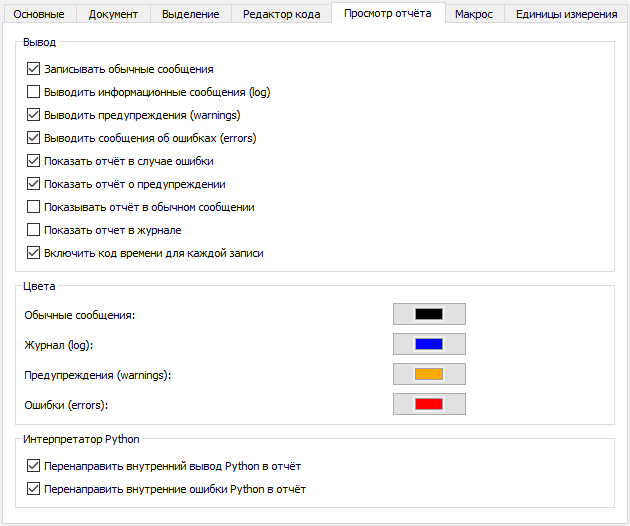 Основные Документ Выделение Редактор кода Просмотр отчёта Макрос Единицы измерения
Вывод
Записывать обычные сообщения
Выводить информационные сообщения (log)
Выводить предупреждения (warnings)
Выводить сообщения об ошибках (errors)
Показать отчёт в случае ошибки
Показать отчёт о предупреждении
Показывать отчёт в обычном сообщении
Показать отчет в журнале
Включить код времени для каждой записи
Цвета
Обычные сообщения:
Журнал (log):
Предупреждения (warnings):
Ошибки (errors):
Интерпретатор Python
Перенаправить внутренний вывод Python в отчёт
Перенаправить внутренние ошибки Python в отчёт